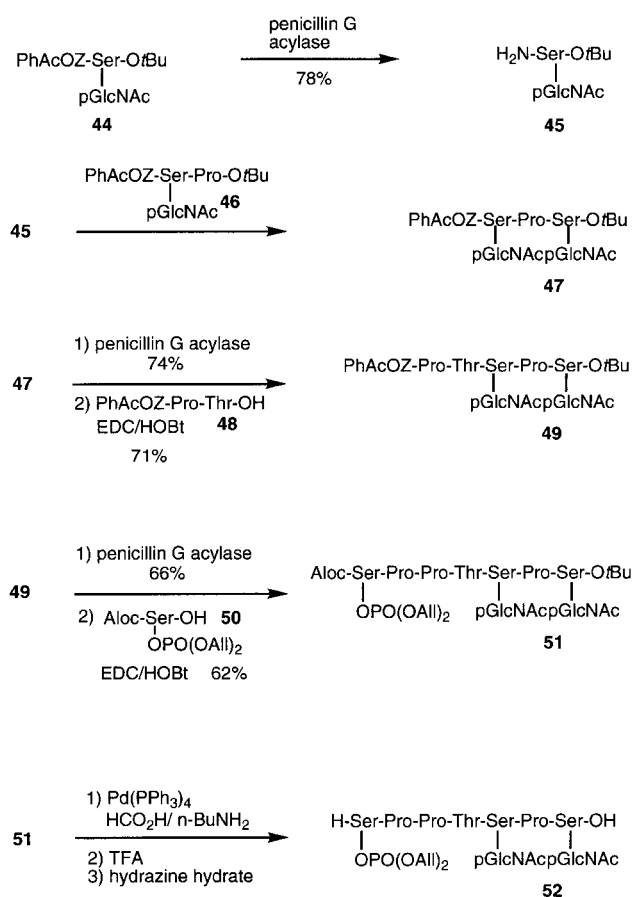 penicillin G
acylase
78%
PhAcOZ-Ser-OtBu
pGlcNAc
44
H2N-Ser-OtBu
pGlcNAc
45
45
PhAcOZ-Ser-Pro-OtBu
pGlcNAc 46
PhAcOZ-Ser-Pro-Ser-OtBu
pGlcNAcpGlcNAc
47
47
1) penicillin G acylase
74%
2) PhAcOZ-Pro-Thr-OH
EDC/HOBt 48
71%
PhAcOZ-Pro-Thr-Ser-Pro-Ser-OtBu
pGlcNAcpGlcNAc
49
49
1) penicillin G acylase
66%
2) Aloc-Ser-OH 50
OPO(OAll)2
EDC/HOBt 62%
Aloc-Ser-Pro-Pro-Thr-Ser-Pro-Ser-OtBu
OPO(OAll)2 pGlcNAcpGlcNAc
51
51
1) Pd(PPh3)4
HCO2H/ n-BuNH2
2) TFA
3) hydrazine hydrate
H-Ser-Pro-Pro-Thr-Ser-Pro-Ser-OH
OPO(OAll)2 pGlcNAcpGlcNAc
52